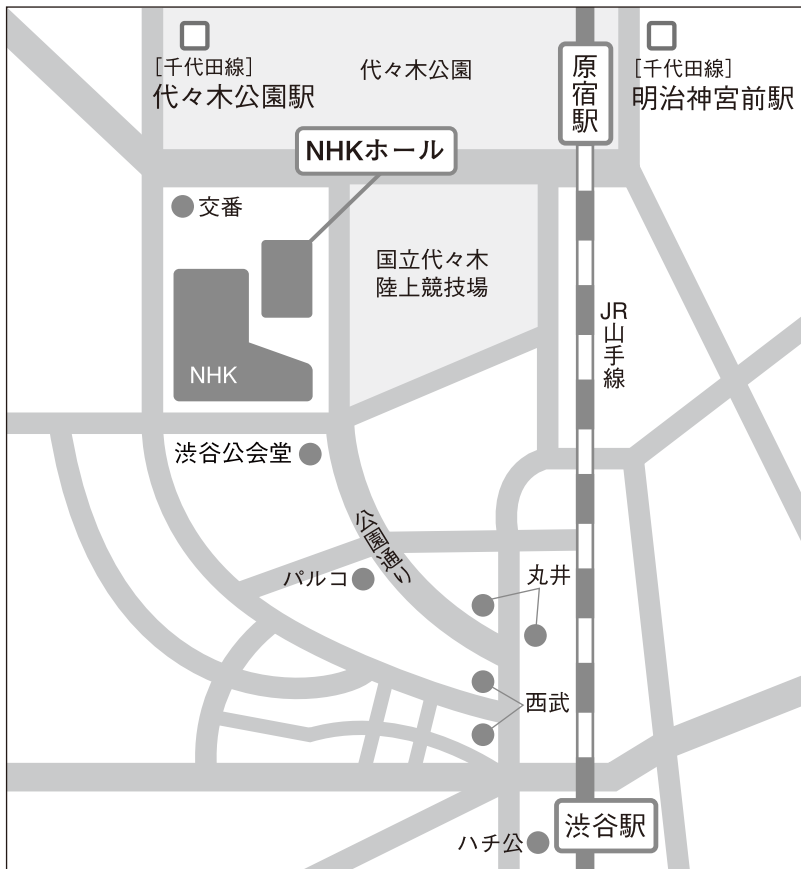 [千代田線]
代々木公園駅
代々木公園
原宿駅
[千代田線]
明治神宮前駅
NHKホール
交番
国立代々木
陸上競技場
JR山手線
NHK
渋谷公会堂
公園通り
パルコ
丸井
西武
渋谷駅
ハチ公